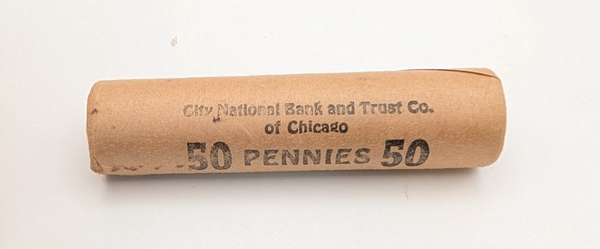 City National Bank and Trust Co.
of Chicago
50 PENNIES 50